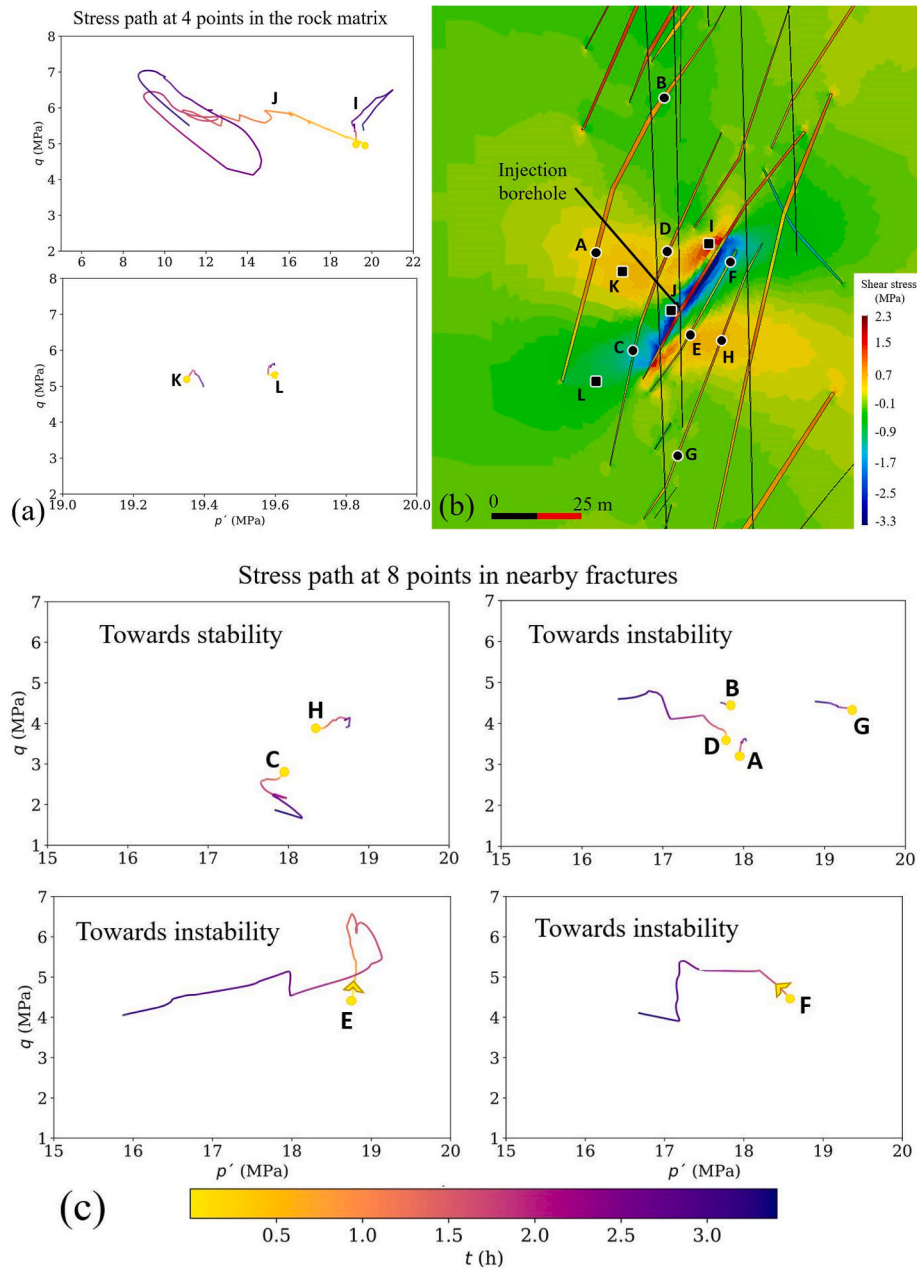 Stress path at 4 points in the rock matrix
8
7
6
5
4
3
2
q (MPa)
J
I
6
8
10
12
14
16
18
20
22
8
7
6
5
4
3
2
q (MPa)
K
L
19.0
19.2
19.4
19.6
19.8
20.0
p´ (MPa)
(a)
B
Injection
borehole
A
D
I
F
K
J
C
E
H
L
G
0
25 m
(b)
Shear stress
(MPa)
2.3
1.5
0.7
-0.1
-0.9
-1.7
-2.5
-3.3
Stress path at 8 points in nearby fractures
7
6
5
4
3
2
1
q (MPa)
Towards stability
H
C
15
16
17
18
19
20
7
6
5
4
3
2
1
Towards instability
B
G
D
A
15
16
17
18
19
20
7
6
5
4
3
2
1
q (MPa)
Towards instability
E
15
16
17
18
19
20
p´ (MPa)
7
6
5
4
3
2
1
Towards instability
F
15
16
17
18
19
20
p´ (MPa)
(c)
0.5
1.0
1.5
2.0
2.5
3.0
t (h)